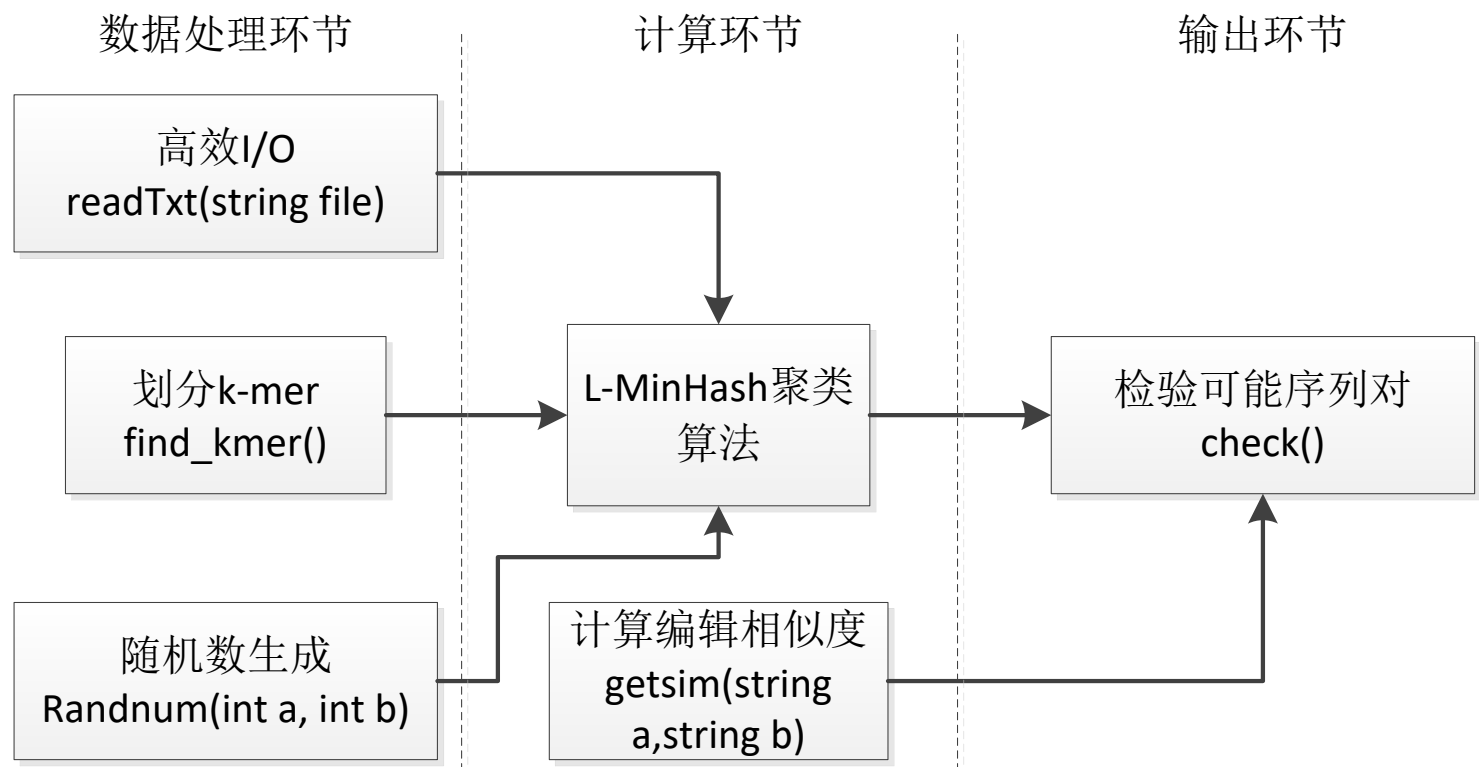 数据处理环节
计算环节
输出环节
高效I/O
readTxt(string file)
划分k-mer
find_kmer()
L-MinHash聚类
算法
检验可能序列对
check()
随机数生成
Randnum(int a, int b)
计算编辑相似度
getsim(string
a,string b)